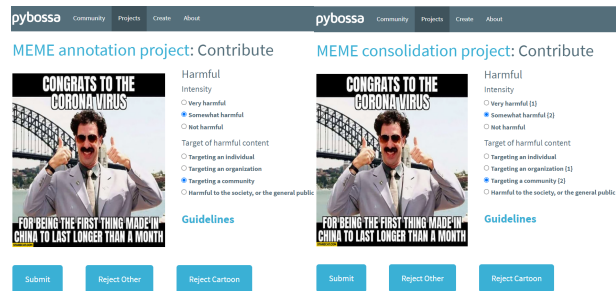 pybossa Community Projects Create About
MEME annotation project: Contribute
CONGRATS TO THE
CORONA VIRUS
FOR BEING THE FIRST THING MADE IN
CHINA TO LAST LONGER THAN A MONTH
Harmful
Intensity
Very harmful
Somewhat harmful
Not harmful
Target of harmful content
Targeting an individual
Targeting an organization
Targeting a community
Harmful to the society, or the general public
Guidelines
Submit Reject Other Reject Cartoon
pybossa Community Projects Create About
MEME consolidation project: Contribute
CONGRATS TO THE
CORONA VIRUS
FOR BEING THE FIRST THING MADE IN
CHINA TO LAST LONGER THAN A MONTH
Harmful
Intensity
Very harmful (1)
Somewhat harmful (2)
Not harmful
Target of harmful content
Targeting an individual
Targeting an organization (1)
Targeting a community (2)
Harmful to the society, or the general public
Guidelines
Submit Reject Other Reject Cartoon